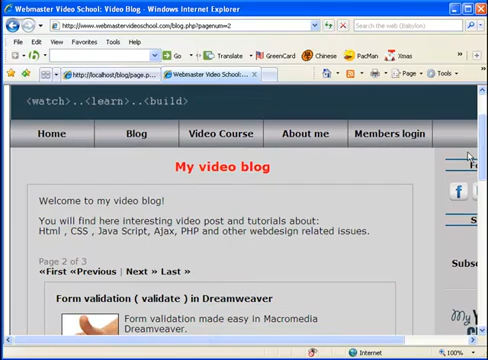 Webmaster Video School: Video Blog - Windows Internet Explorer
http://www.webmastervideoschool.com/blog.php?pagenum=2
Search the web (Babylon)
File Edit View Favorites Tools Help
Go Translate GreenCard Chinese PacMan Xmas
http://localhost/blog/page.p... Webmaster Video School: Vide...
Page Tools
<watch>..<learn>..<build>
Home Blog Video Course About me Members login
My video blog
Welcome to my video blog!
You will find here interesting video post and tutorials about:
Html , CSS , Java Script, Ajax, PHP and other webdesign related issues.
Page 2 of 3
«First «Previous | Next » Last »
Subsc
Form validation ( validate ) in Dreamweaver
Form validation made easy in Macromedia
Dreamweaver.
My
Internet 100%